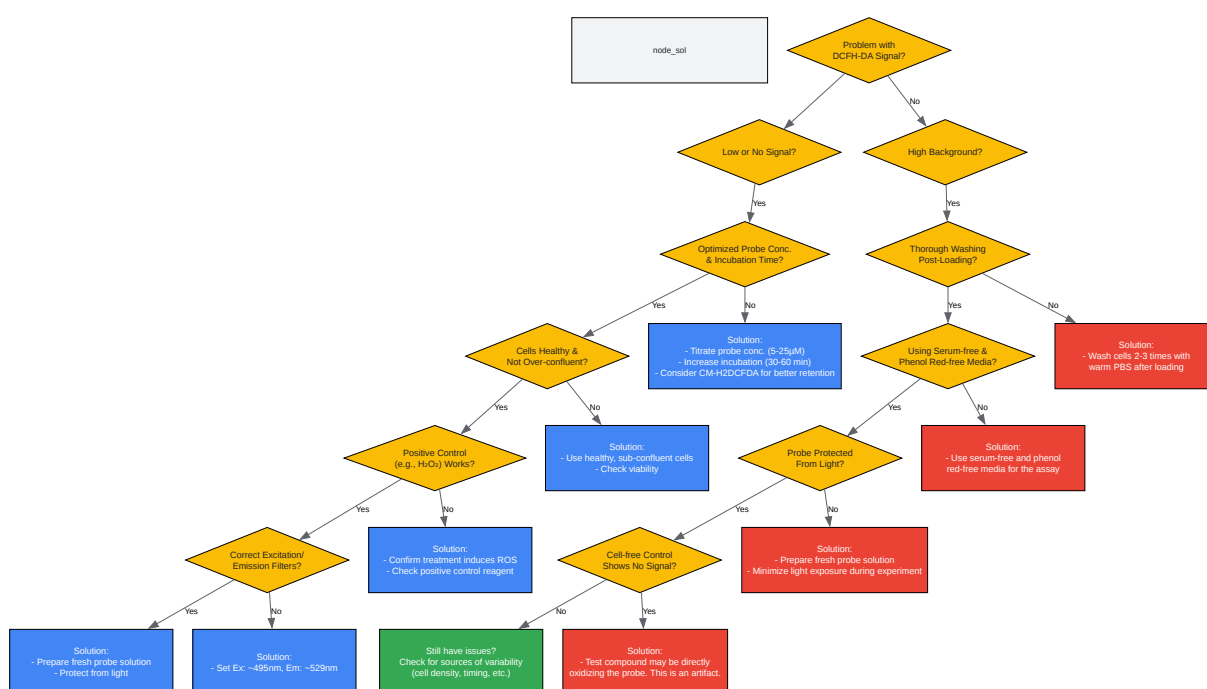 node_sol
Problem with
DCFH-DA Signal?
No
Low or No Signal?
High Background?
Yes
Yes
Optimized Probe Conc.
& Incubation Time?
Thorough Washing
Post-Loading?
Yes
No
Yes
No
Cells Healthy &
Not Over-confluent?
Solution:
- Titrate probe conc. (5-25μM)
- Increase incubation (30-60 min)
- Consider CM-H2DCFDA for better retention
Using Serum-free &
Phenol Red-free Media?
Solution:
- Wash cells 2-3 times with
warm PBS after loading
Yes
No
Yes
No
Positive Control
(e.g., H₂O₂) Works?
Solution:
- Use healthy, sub-confluent cells
- Check viability
Probe Protected
From Light?
Solution:
- Use serum-free and phenol
red-free media for the assay
Yes
No
Yes
No
Correct Excitation/
Emission Filters?
Solution:
- Confirm treatment induces ROS
- Check positive control reagent
Cell-free Control
Shows No Signal?
Solution:
- Prepare fresh probe solution
- Minimize light exposure during experiment
Yes
No
No
Yes
Solution:
- Prepare fresh probe solution
- Protect from light
Solution:
- Set Ex: ~495nm, Em: ~529nm
Still have issues?
Check for sources of variability
(cell density, timing, etc.)
Solution:
- Test compound may be directly
oxidizing the probe. This is an artifact.